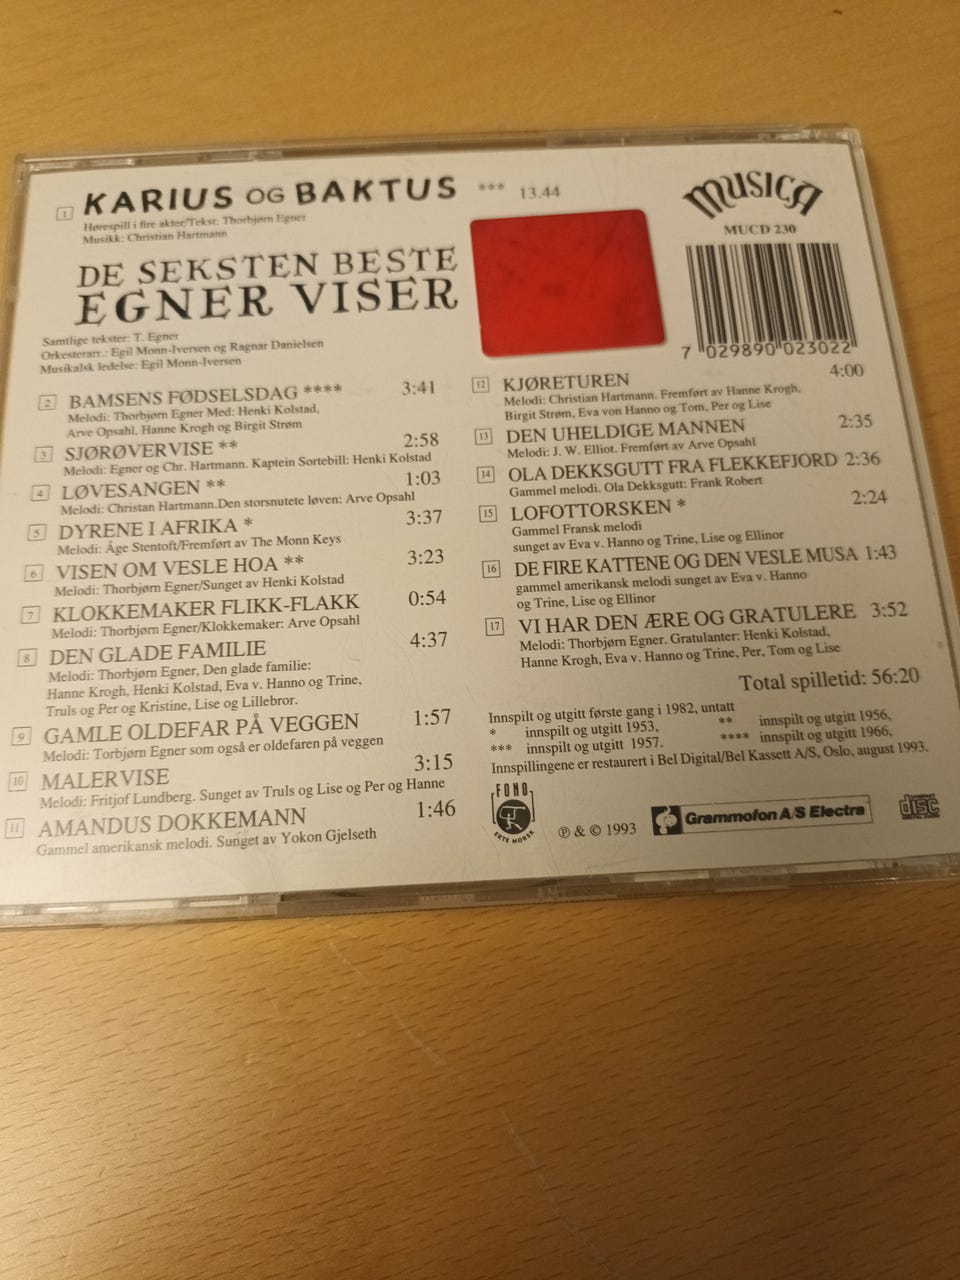 1 KARIUS OG BAKTUS *** 13.44
Hørespill i fire akter/Tekst: Thorbjørn Egner
Musikk: Christian Hartmann
DE SEKSTEN BESTE
EGNER VISER
Samtlige tekster: T. Egner
Orkesterarr.: Egil Monn-Iversen og Ragnar Danielsen
Musikalsk ledelse: Egil Monn-Iversen
2 BAMSENS FØDSELSDAG **** 3:41
Melodi: Thorbjørn Egner Med: Henki Kolstad,
Arve Opsahl, Hanne Krogh og Birgit Strøm
3 SJØRØVERVISE ** 2:58
Melodi: Egner og Chr. Hartmann. Kaptein Sortebill: Henki Kolstad
4 LØVESANGEN ** 1:03
Melodi: Christan Hartmann.Den storsnutete løven: Arve Opsahl
5 DYRENE I AFRIKA * 3:37
Melodi: Åge Stentoft/Fremført av The Monn Keys
6 VISEN OM VESLE HOA ** 3:23
Melodi: Thorbjørn Egner/Sunget av Henki Kolstad
7 KLOKKEMAKER FLIKK-FLAKK 0:54
Melodi: Thorbjørn Egner/Klokkemaker: Arve Opsahl
8 DEN GLADE FAMILIE 4:37
Melodi: Thorbjørn Egner, Den glade familie:
Hanne Krogh, Henki Kolstad, Eva v. Hanno og Trine,
Truls og Per og Kristine, Lise og Lillebror.
9 GAMLE OLDEFAR PÅ VEGGEN 1:57
Melodi: Torbjørn Egner som også er oldefaren på veggen
10 MALERVISE 3:15
Melodi: Fritjof Lundberg. Sunget av Truls og Lise og Per og Hanne
11 AMANDUS DOKKEMANN 1:46
Gammel amerikansk melodi. Sunget av Yokon Gjelseth
MUSICA
MUCD 230
7 029890 023022
12 KJØRETUREN 4:00
Melodi: Christian Hartmann. Fremført av Hanne Krogh,
Birgit Strøm, Eva von Hanno og Tom, Per og Lise
13 DEN UHELDIGE MANNEN 2:35
Melodi: J. W. Elliot. Fremført av Arve Opsahl
14 OLA DEKKSGUTT FRA FLEKKEFJORD 2:36
Gammel melodi. Ola Dekksgutt: Frank Robert
15 LOFOTTORSKEN * 2:24
Gammel Fransk melodi
sunget av Eva v. Hanno og Trine, Lise og Ellinor
16 DE FIRE KATTENE OG DEN VESLE MUSA 1:43
gammel amerikansk melodi sunget av Eva v. Hanno
og Trine, Lise og Ellinor
17 VI HAR DEN ÆRE OG GRATULERE 3:52
Melodi: Thorbjørn Egner. Gratulanter: Henki Kolstad,
Hanne Krogh, Eva v. Hanno og Trine, Per, Tom og Lise
Total spilletid: 56:20
Innspilt og utgitt første gang i 1982, untatt
* innspilt og utgitt 1953, ** innspilt og utgitt 1956,
*** innspilt og utgitt 1957. **** innspilt og utgitt 1966,
Innspillingene er restaurert i Bel Digital/Bel Kassett A/S, Oslo, august 1993.
FONO
EKTE NORSK
℗ & © 1993
Grammofon A/S Electra
COMPACT
disc
DIGITAL AUDIO